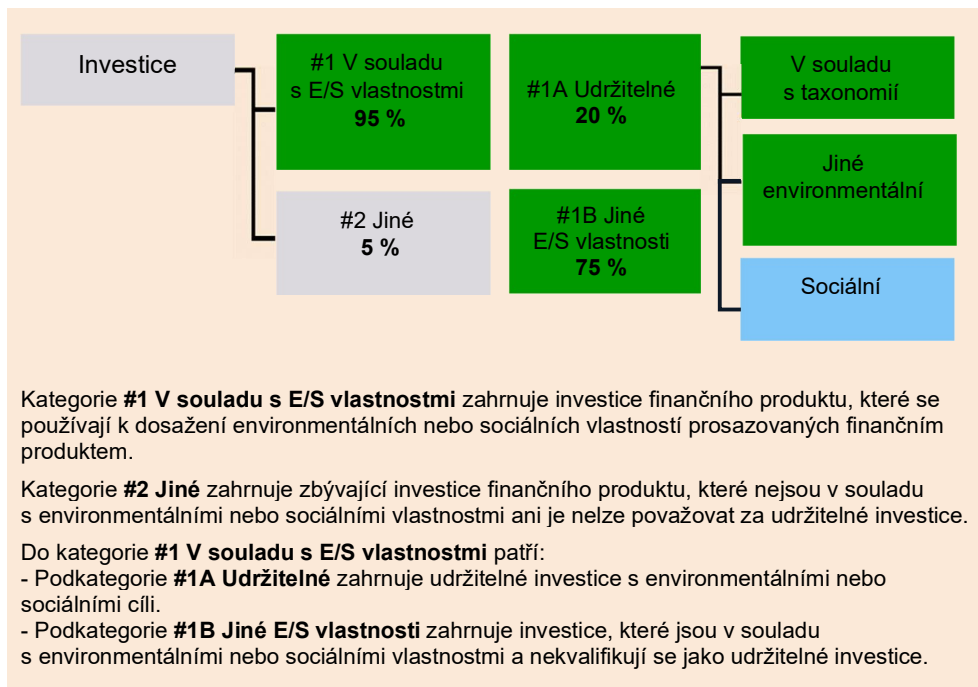 Investice
#1 V souladu
s E/S vlastnostmi
95 %
#2 Jiné
5 %
#1A Udržitelné
20 %
#1B Jiné
E/S vlastnosti
75 %
V souladu
s taxonomií
Jiné
environmentální
Sociální
Kategorie #1 V souladu s E/S vlastnostmi zahrnuje investice finančního produktu, které se
používají k dosažení environmentálních nebo sociálních vlastností prosazovaných finančním
produktem.
Kategorie #2 Jiné zahrnuje zbývající investice finančního produktu, které nejsou v souladu
s environmentálními nebo sociálními vlastnostmi ani je nelze považovat za udržitelné investice.
Do kategorie #1 V souladu s E/S vlastnostmi patří:
- Podkategorie #1A Udržitelné zahrnuje udržitelné investice s environmentálními nebo
sociálními cíli.
- Podkategorie #1B Jiné E/S vlastnosti zahrnuje investice, které jsou v souladu
s environmentálními nebo sociálními vlastnostmi a nekvalifikují se jako udržitelné investice.